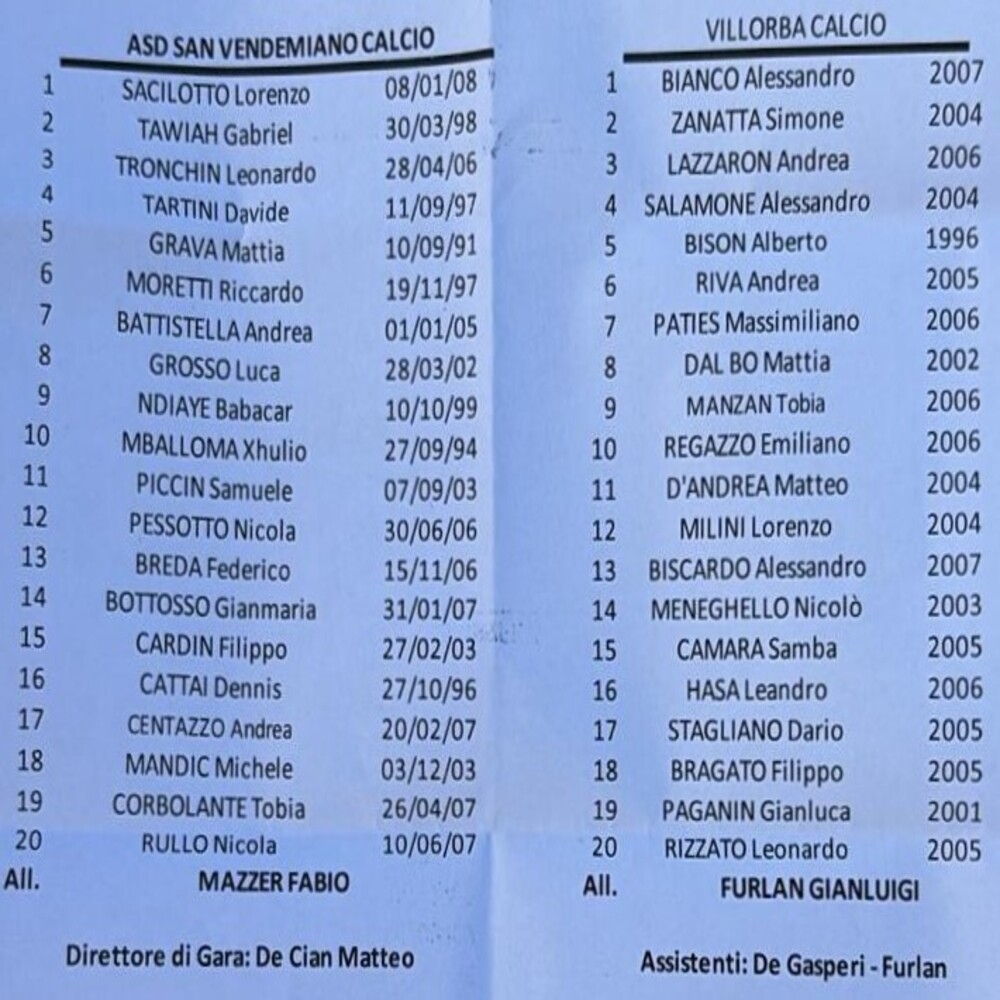 ASD SAN VENDEMIANO CALCIO
1 SACILOTTO Lorenzo 08/01/08
2 TAWIAH Gabriel 30/03/98
3 TRONCHIN Leonardo 28/04/06
4 TARTINI Davide 11/09/97
5 GRAVA Mattia 10/09/91
6 MORETTI Riccardo 19/11/97
7 BATTISTELLA Andrea 01/01/05
8 GROSSO Luca 28/03/02
9 NDIAYE Babacar 10/10/99
10 MBALLOMA Xhulio 27/09/94
11 PICCIN Samuele 07/09/03
12 PESSOTTO Nicola 30/06/06
13 BREDA Federico 15/11/06
14 BOTTOSSO Gianmaria 31/01/07
15 CARDIN Filippo 27/02/03
16 CATTAI Dennis 27/10/96
17 CENTAZZO Andrea 20/02/07
18 MANDIC Michele 03/12/03
19 CORBOLANTE Tobia 26/04/07
20 RULLO Nicola 10/06/07
All. MAZZER FABIO
Direttore di Gara: De Cian Matteo
VILLORBA CALCIO
1 BIANCO Alessandro 2007
2 ZANATTA Simone 2004
3 LAZZARON Andrea 2006
4 SALAMONE Alessandro 2004
5 BISON Alberto 1996
6 RIVA Andrea 2005
7 PATIES Massimiliano 2006
8 DAL BO Mattia 2002
9 MANZAN Tobia 2006
10 REGAZZO Emiliano 2006
11 D'ANDREA Matteo 2004
12 MILINI Lorenzo 2004
13 BISCARDO Alessandro 2007
14 MENEGHELLO Nicolò 2003
15 CAMARA Samba 2005
16 HASA Leandro 2006
17 STAGLIANO Dario 2005
18 BRAGATO Filippo 2005
19 PAGANIN Gianluca 2001
20 RIZZATO Leonardo 2005
All. FURLAN GIANLUIGI
Assistenti: De Gasperi - Furlan